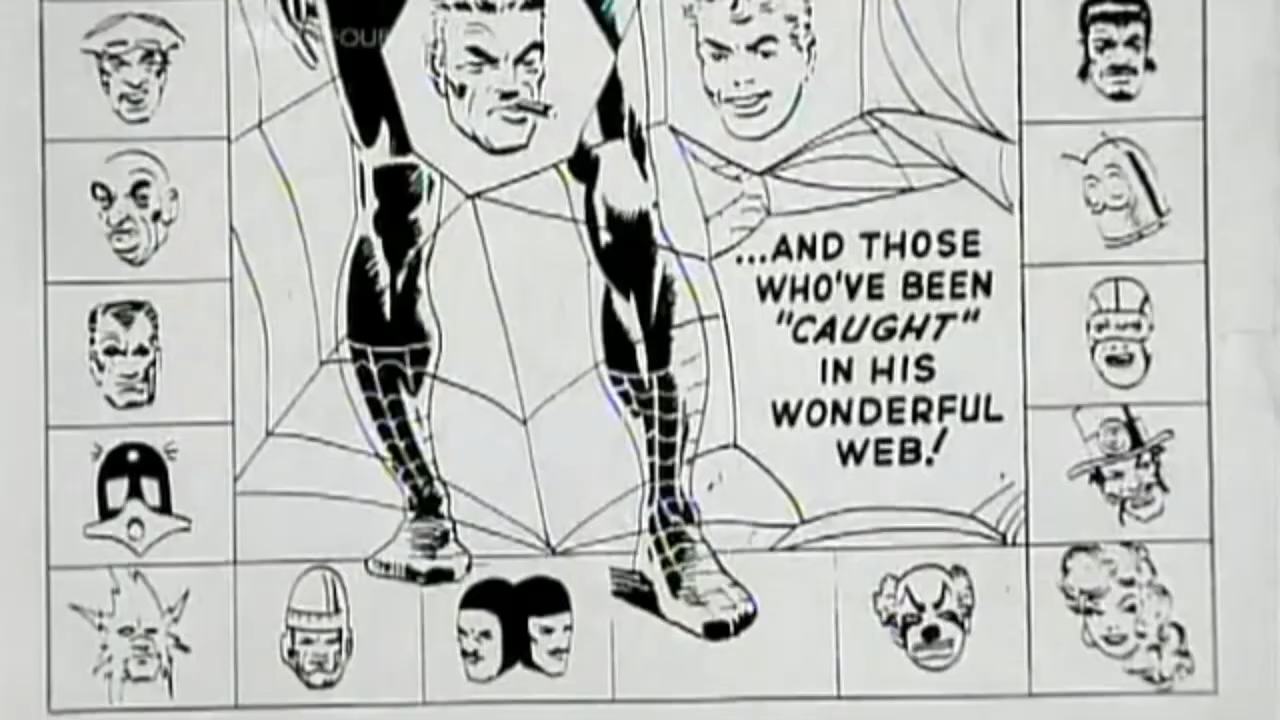 ...AND THOSE
WHO'VE BEEN
"CAUGHT"
IN HIS
WONDERFUL
WEB!